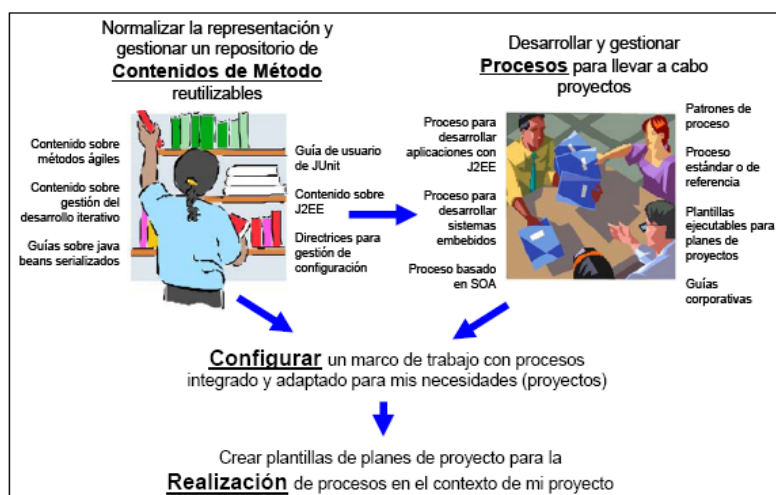 Normalizar la representación y
gestionar un repositorio de
Contenidos de Método
reutilizables
Contenido sobre
métodos ágiles
Contenido sobre
gestión del
desarrollo iterativo
Guías sobre java
beans serializados
Guía de usuario
de JUnit
Contenido sobre
J2EE
Directrices para
gestión de
configuración
Desarrollar y gestionar
Procesos para llevar a cabo
proyectos
Proceso para
desarrollar
aplicaciones con
J2EE
Proceso para
desarrollar
sistemas
embebidos
Proceso basado
en SOA
Patrones de
proceso
Proceso
estándar o de
referencia
Plantillas
ejecutables para
planes de
proyectos
Guías
corporativas
Configurar un marco de trabajo con procesos
integrado y adaptado para mis necesidades (proyectos)
Crear plantillas de planes de proyecto para la
Realización de procesos en el contexto de mi proyecto